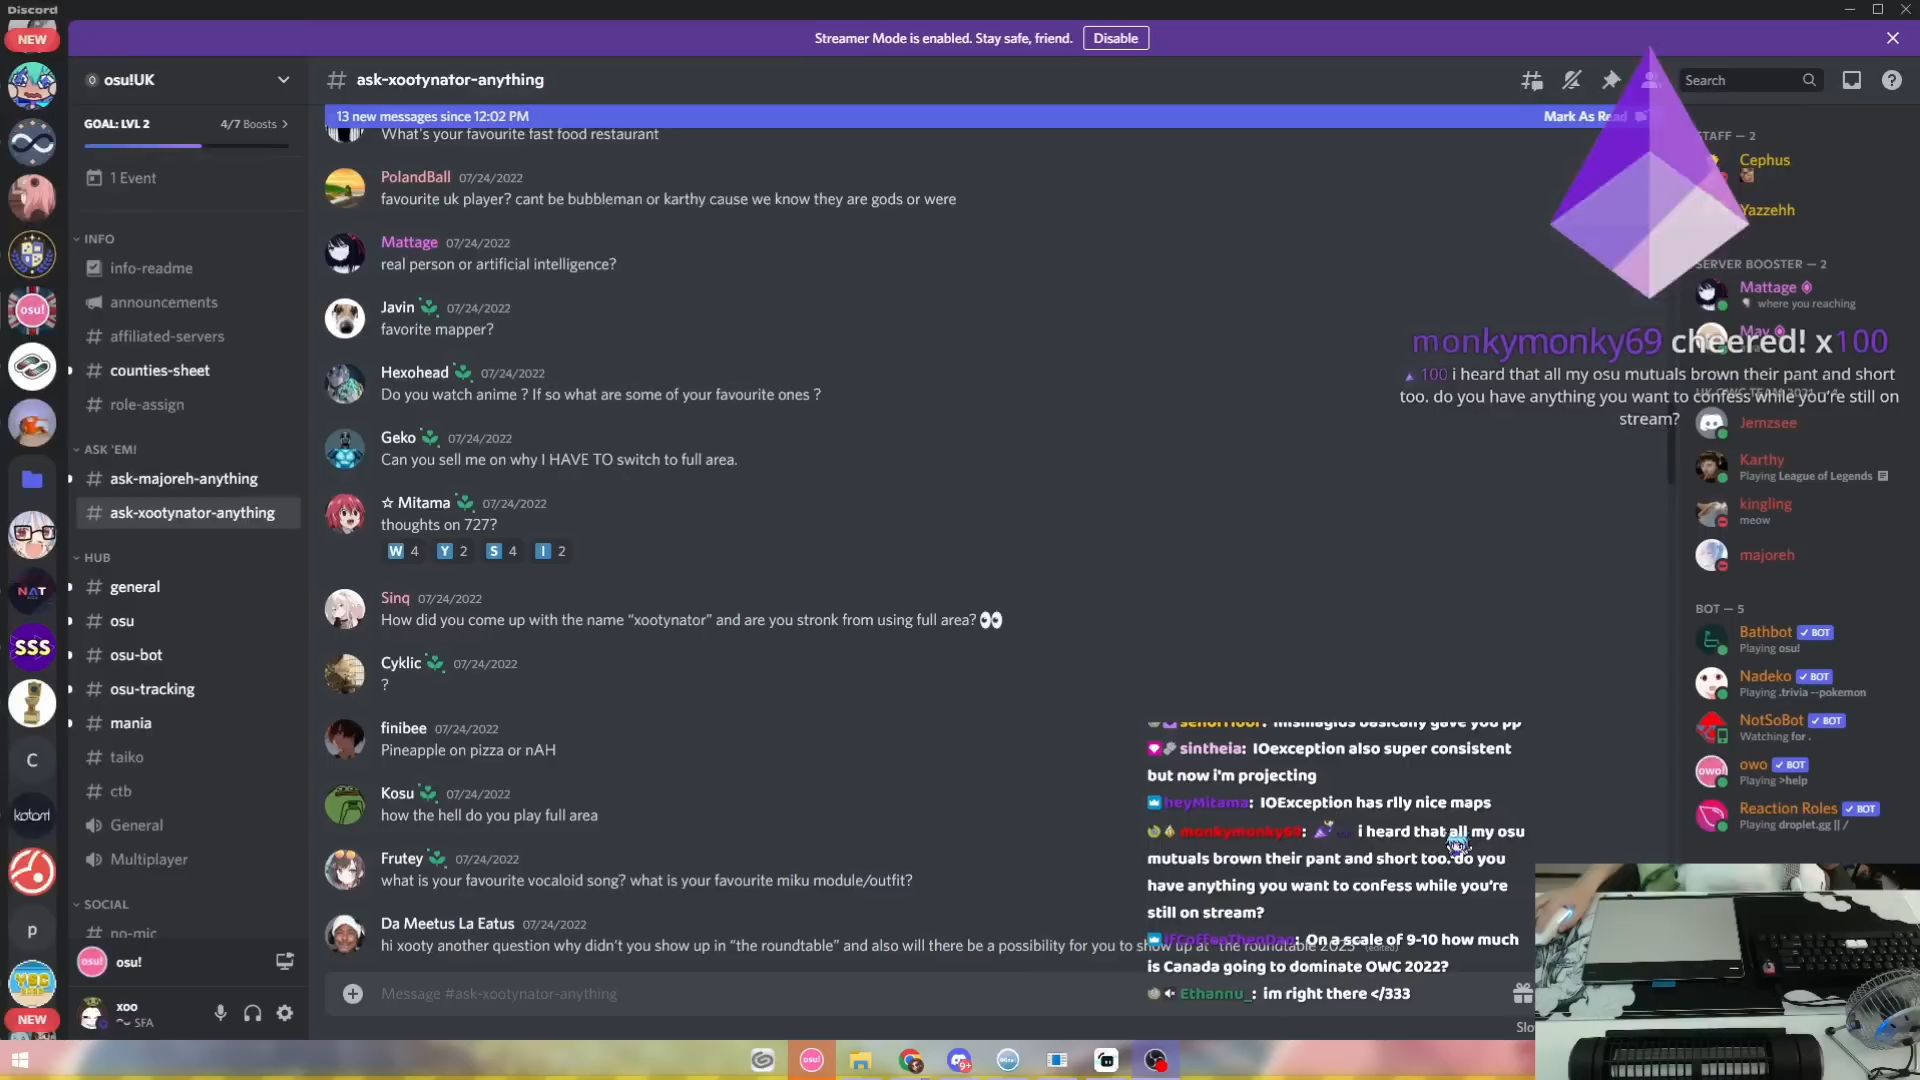 Discord
NEW
Streamer Mode is enabled. Stay safe, friend.
Disable
osu!UK
GOAL: LVL 2
4/7 Boosts
1 Event
INFO
info-readme
announcements
affiliated-servers
counties-sheet
role-assign
ASK 'EM!
ask-majoreh-anything
ask-xootynator-anything
HUB
general
osu
osu-bot
osu-tracking
mania
taiko
ctb
General
Multiplayer
SOCIAL
no-mic
osu!
xoo
SFA
osu!
NAT
SSS
C
kotorri
p
NEW
ask-xootynator-anything
Search
13 new messages since 12:02 PM
Mark As Read
What's your favourite fast food restaurant
PolandBall 07/24/2022
favourite uk player? cant be bubbleman or karthy cause we know they are gods or were
Mattage 07/24/2022
real person or artificial intelligence?
Javin 07/24/2022
favorite mapper?
Hexohead 07/24/2022
Do you watch anime ? If so what are some of your favourite ones ?
Geko 07/24/2022
Can you sell me on why I HAVE TO switch to full area.
☆ Mitama 07/24/2022
thoughts on 727?
W 4 Y 2 S 4 I 2
Sinq 07/24/2022
How did you come up with the name “xootynator” and are you stronk from using full area? 👀
Cyklic 07/24/2022
?
finibee 07/24/2022
Pineapple on pizza or nAH
Kosu 07/24/2022
how the hell do you play full area
Frutey 07/24/2022
what is your favourite vocaloid song? what is your favourite miku module/outfit?
Da Meetus La Eatus 07/24/2022
hi xooty another question why didn't you show up in “the roundtable” and also will there be a possibility for you to show up at “the roundtable 2023
Message #ask-xootynator-anything
Slo
senorfloof: mismagius basically gave you pp
sintheia: IOexception also super consistent
but now i'm projecting
heyMitama: IOException has rlly nice maps
monkymonky69: i heard that all my osu
mutuals brown their pant and short too. do you
have anything you want to confess while you're
still on stream?
IfCoffeeThenDan: On a scale of 9-10 how much
is Canada going to dominate OWC 2022?
Ethannu_: im right there </333
monkymonky69 cheered! x100
100 i heard that all my osu mutuals brown their pant and short
too. do you have anything you want to confess while you're still on
stream?
STAFF — 2
Cephus
Yazzehh
SERVER BOOSTER — 2
Mattage
where you reaching
May
Jemzsee
Karthy
Playing League of Legends
kingling
meow
majoreh
BOT — 5
Bathbot BOT
Playing osu!
Nadeko BOT
Playing .trivia --pokemon
NotSoBot BOT
Watching for .
owo BOT
Playing >help
Reaction Roles BOT
Playing droplet.gg || /